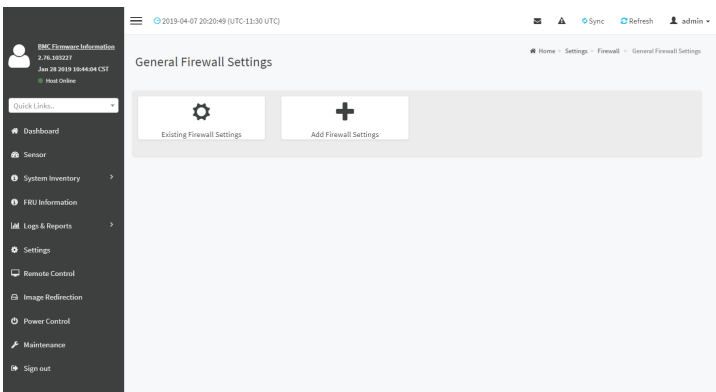 BMC Firmware Information
2.76.103227
Jan 28 2019 10:44:04 CST
Host Online
Quick Links..
Dashboard
Sensor
System Inventory
FRU Information
Logs & Reports
Settings
Remote Control
Image Redirection
Power Control
Maintenance
Sign out
2019-04-07 20:20:49 (UTC-11:30 UTC)
Sync
Refresh
admin
General Firewall Settings
Home > Settings > Firewall > General Firewall Settings
Existing Firewall Settings
Add Firewall Settings